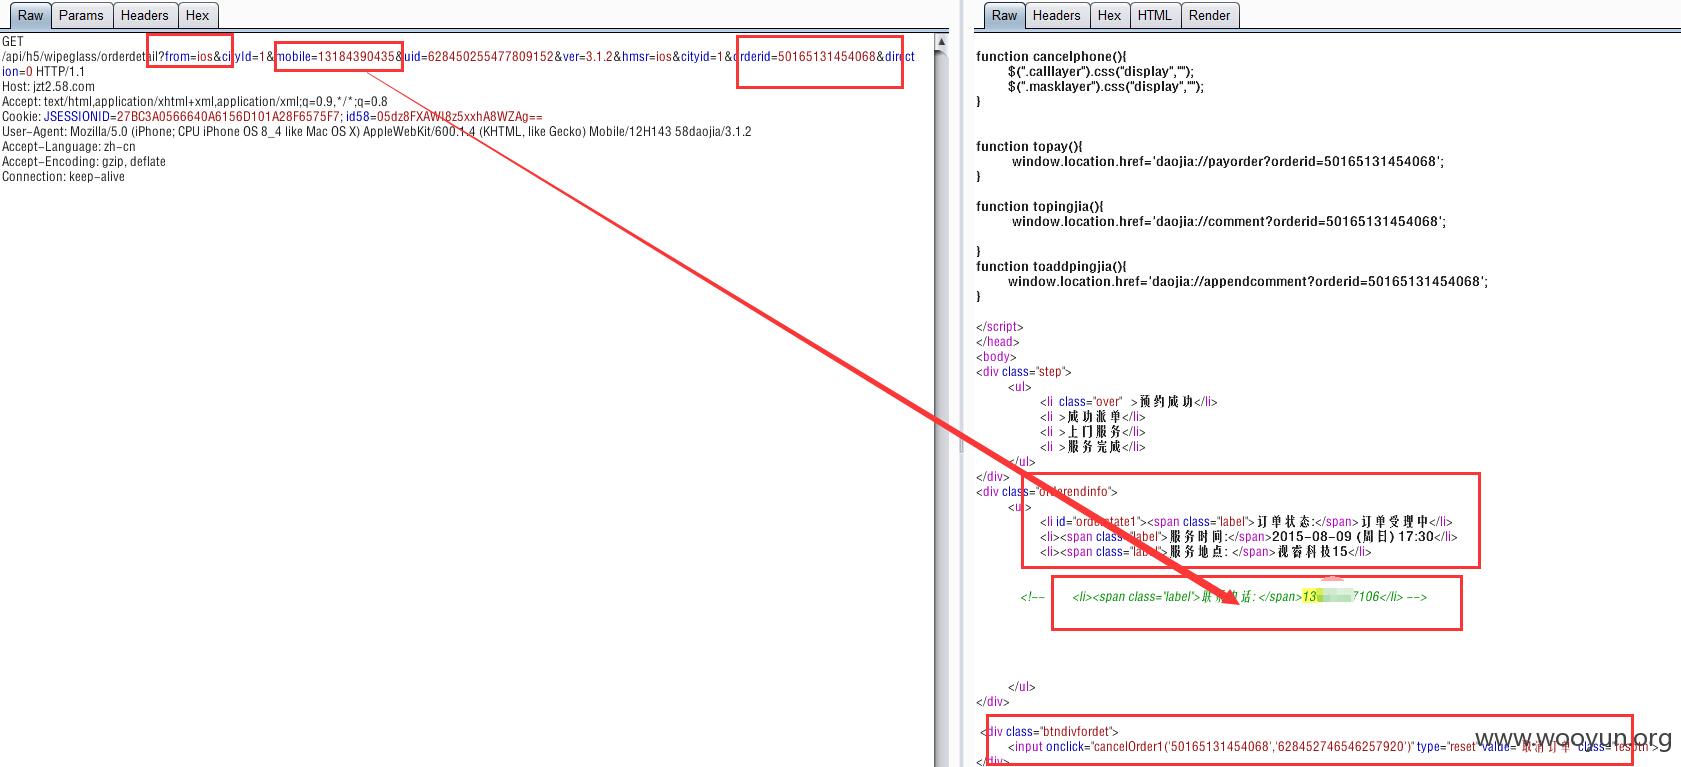 Raw Params Headers Hex
GET
/api/h5/wipeglass/orderdetail?from=ios&cityId=1&mobile=13184390435&uid=628450255477809152&ver=3.1.2&hmsr=ios&cityid=1&orderid=50165131454068&direct
ion=0 HTTP/1.1
Host: jzt2.58.com
Accept: text/html,application/xhtml+xml,application/xml;q=0.9,*/*;q=0.8
Cookie: JSESSIONID=27BC3A0566640A6156D101A28F6575F7; id58=05dz8FXAWI8z5xxhA8WZAg==
User-Agent: Mozilla/5.0 (iPhone; CPU iPhone OS 8_4 like Mac OS X) AppleWebKit/600.1.4 (KHTML, like Gecko) Mobile/12H143 58daojia/3.1.2
Accept-Language: zh-cn
Accept-Encoding: gzip, deflate
Connection: keep-alive
Raw Headers Hex HTML Render
function cancelphone(){
$(".calllayer").css("display","");
$(".masklayer").css("display","");
}
function topay(){
window.location.href='daojia://payorder?orderid=50165131454068';
}
function topingjia(){
window.location.href='daojia://comment?orderid=50165131454068';
}
function toaddpingjia(){
window.location.href='daojia://appendcomment?orderid=50165131454068';
}
</script>
</head>
<body>
<div class="step">
<ul>
<li class="over" >预约成功</li>
<li >成功派单</li>
<li >上门服务</li>
<li >服务完成</li>
</ul>
</div>
<div class="orderendinfo">
<ul>
<li id="orderstate1"><span class="label">订单状态:</span>订单受理中</li>
<li><span class="label">服务时间:</span>2015-08-09 (周日) 17:30</li>
<li><span class="label">服务地点: </span>视睿科技15</li>
<!-- <li><span class="label">联系电话: </span>13 7106</li> -->
</ul>
</div>
<div class="btndivfordet">
<input onclick="cancelOrder1('50165131454068','628452746546257920')" type="reset" value="取消订单" class=
</div>
www.wooyun.org